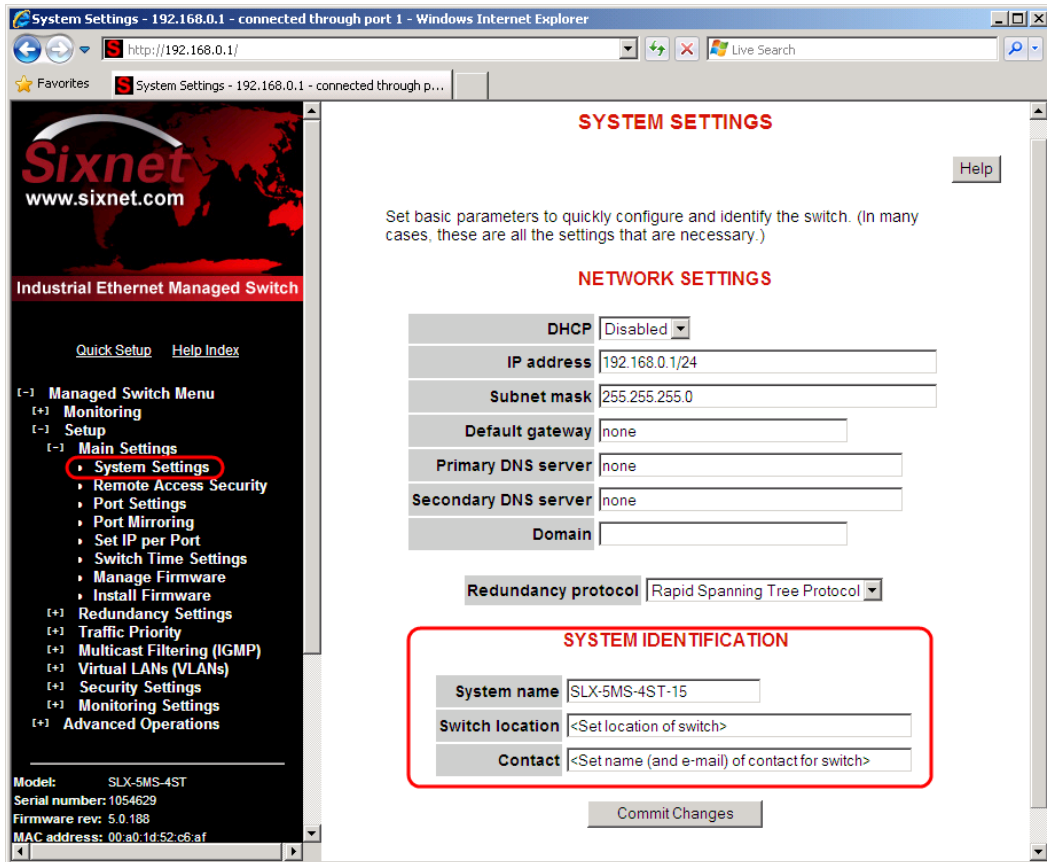 System Settings - 192.168.0.1 - connected through port 1 - Windows Internet Explorer
http://192.168.0.1/
Live Search
Favorites
System Settings - 192.168.0.1 - connected through p...
Sixnet
www.sixnet.com
Industrial Ethernet Managed Switch
Quick Setup Help Index
[-] Managed Switch Menu
[+] Monitoring
[-] Setup
[-] Main Settings
System Settings
Remote Access Security
Port Settings
Port Mirroring
Set IP per Port
Switch Time Settings
Manage Firmware
Install Firmware
[+] Redundancy Settings
[+] Traffic Priority
[+] Multicast Filtering (IGMP)
[+] Virtual LANs (VLANs)
[+] Security Settings
[+] Monitoring Settings
[+] Advanced Operations
Model: SLX-5MS-4ST
Serial number: 1054629
Firmware rev: 5.0.188
MAC address: 00:a0:1d:52:c6:af
SYSTEM SETTINGS
Help
Set basic parameters to quickly configure and identify the switch. (In many
cases, these are all the settings that are necessary.)
NETWORK SETTINGS
DHCP Disabled
IP address 192.168.0.1/24
Subnet mask 255.255.255.0
Default gateway none
Primary DNS server none
Secondary DNS server none
Domain
Redundancy protocol Rapid Spanning Tree Protocol
SYSTEM IDENTIFICATION
System name SLX-5MS-4ST-15
Switch location <Set location of switch>
Contact <Set name (and e-mail) of contact for switch>
Commit Changes